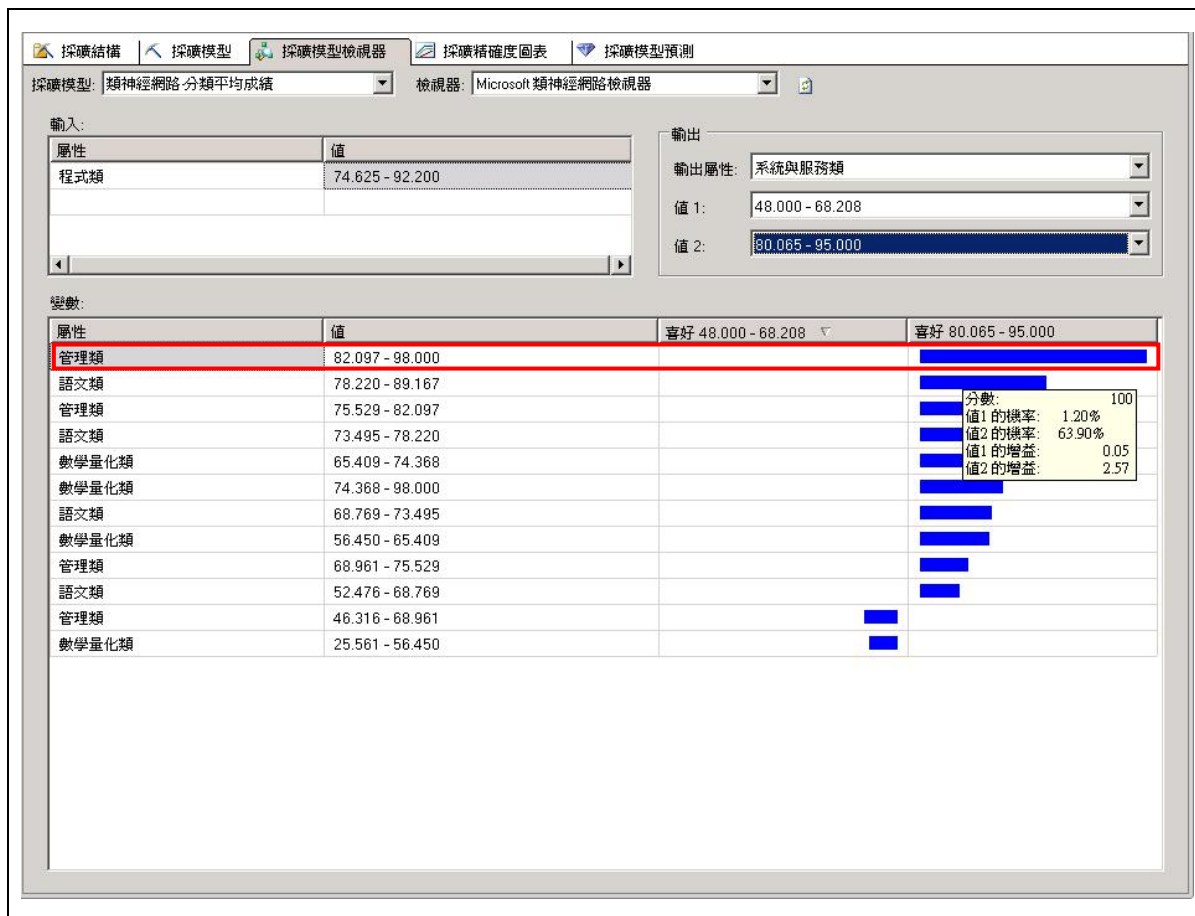 採礦結構 採礦模型 採礦模型檢視器 採礦精確度圖表 採礦模型預測
採礦模型: 類神經網路-分類平均成績 檢視器: Microsoft 類神經網路檢視器
輸入:
屬性 值
程式類 74.625 - 92.200
輸出
輸出屬性: 系統與服務類
值 1: 48.000 - 68.208
值 2: 80.065 - 95.000
變數:
屬性 值 喜好 48.000 - 68.208 喜好 80.065 - 95.000
管理類 82.097 - 98.000
語文類 78.220 - 89.167
管理類 75.529 - 82.097
語文類 73.495 - 78.220
數學量化類 65.409 - 74.368
數學量化類 74.368 - 98.000
語文類 68.769 - 73.495
數學量化類 56.450 - 65.409
管理類 68.961 - 75.529
語文類 52.476 - 68.769
管理類 46.316 - 68.961
數學量化類 25.561 - 56.450
分數: 100
值1 的機率: 1.20%
值2 的機率: 63.90%
值1 的增益: 0.05
值2 的增益: 2.57